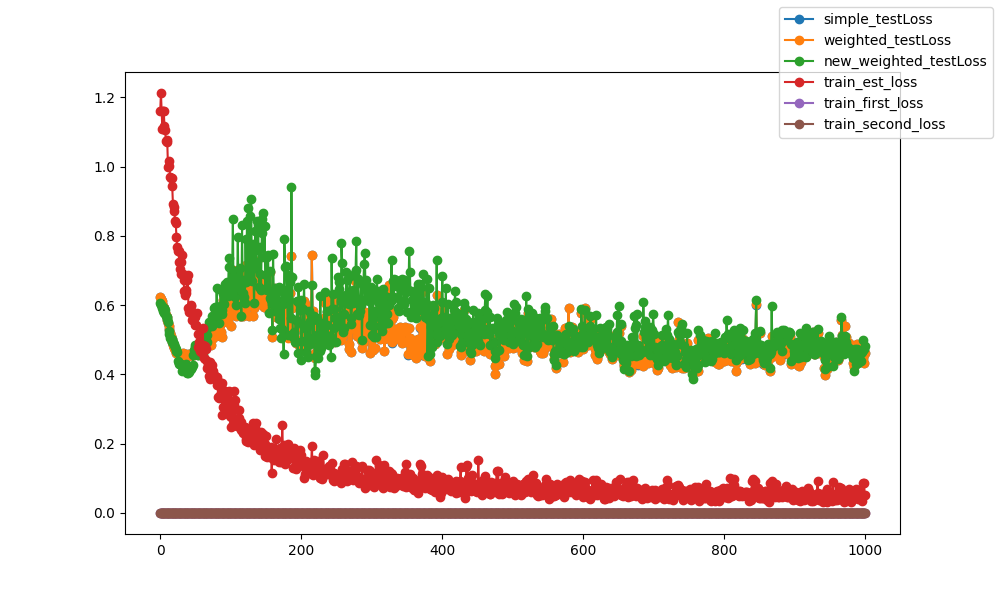 simple_testLoss
weighted_testLoss
new_weighted_testLoss
train_est_loss
train_first_loss
train_second_loss
1.2
1.0
0.8
0.6
0.4
0.2
0.0
0 200 400 600 800 1000